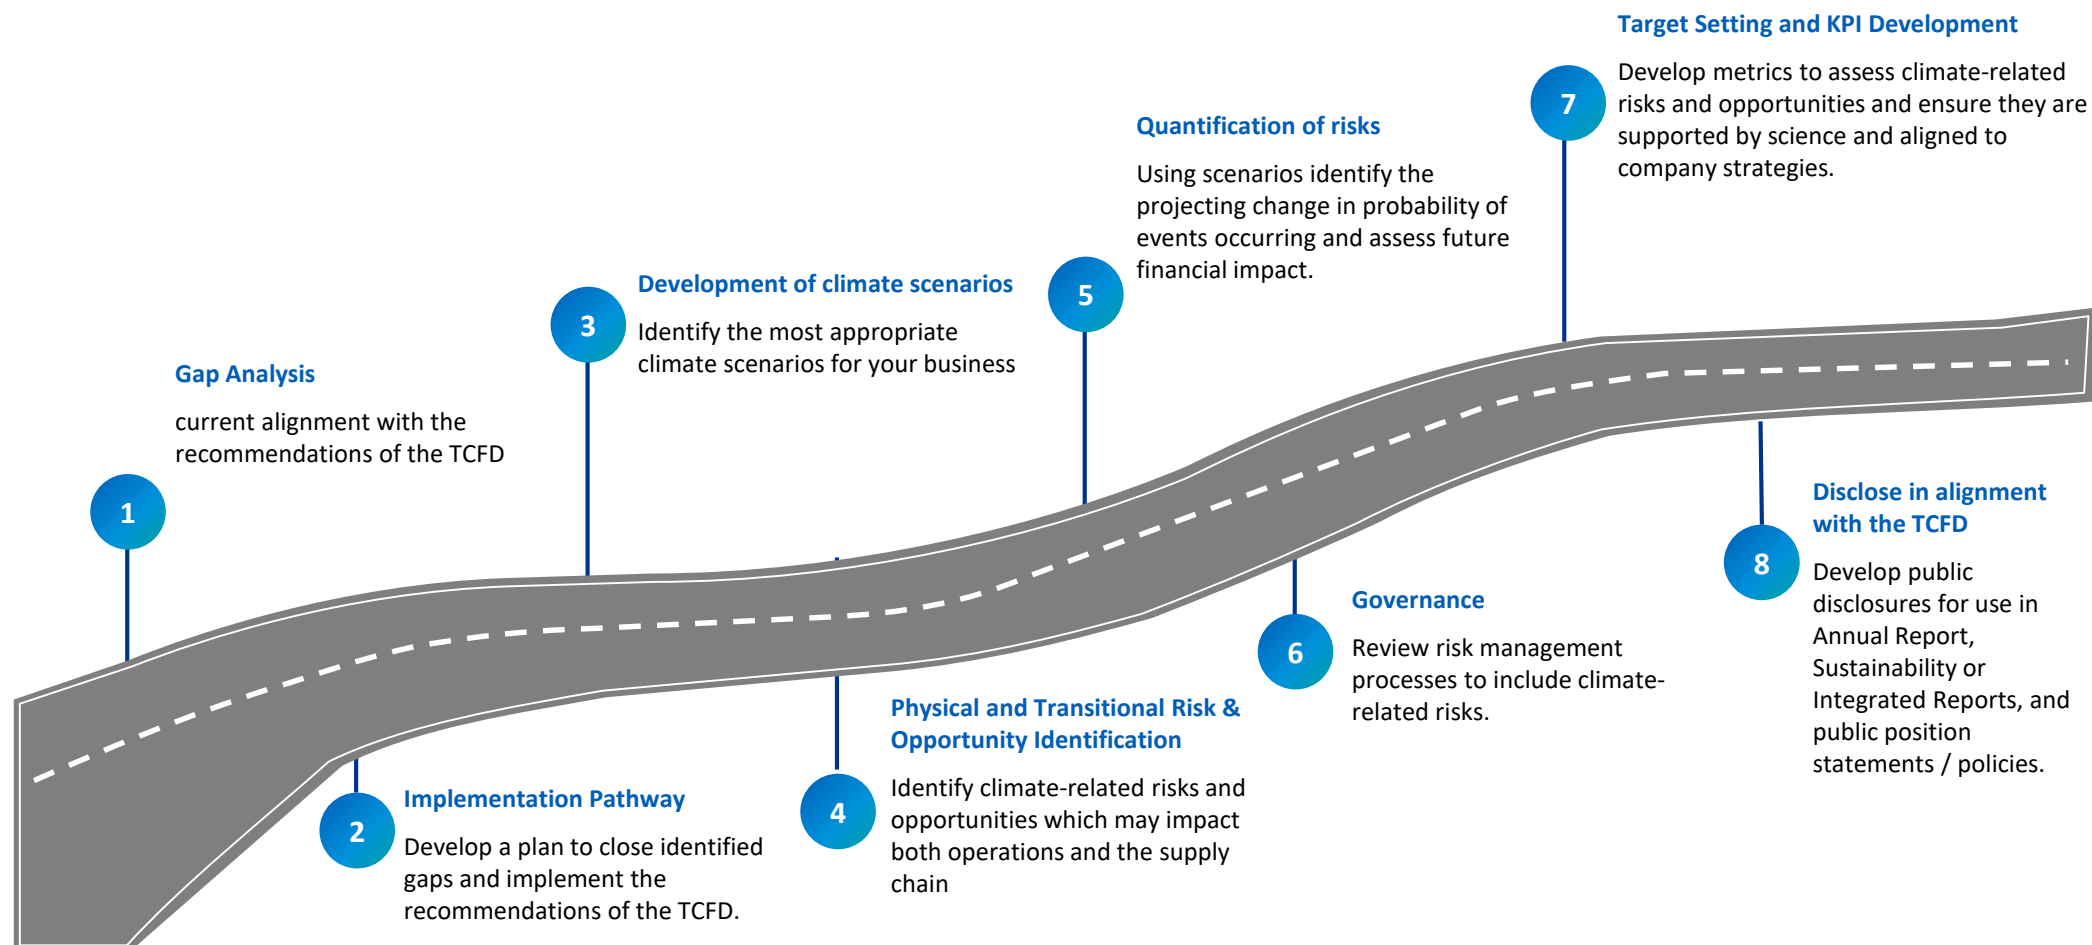 1
Gap Analysis
current alignment with the
recommendations of the TCFD
2
Implementation Pathway
Develop a plan to close identified
gaps and implement the
recommendations of the TCFD.
3
Development of climate scenarios
Identify the most appropriate
climate scenarios for your business
4
Physical and Transitional Risk &
Opportunity Identification
Identify climate-related risks and
opportunities which may impact
both operations and the supply
chain
5
Quantification of risks
Using scenarios identify the
projecting change in probability of
events occurring and assess future
financial impact.
6
Governance
Review risk management
processes to include climate-
related risks.
7
Target Setting and KPI Development
Develop metrics to assess climate-related
risks and opportunities and ensure they are
supported by science and aligned to
company strategies.
8
Disclose in alignment
with the TCFD
Develop public
disclosures for use in
Annual Report,
Sustainability or
Integrated Reports, and
public position
statements / policies.